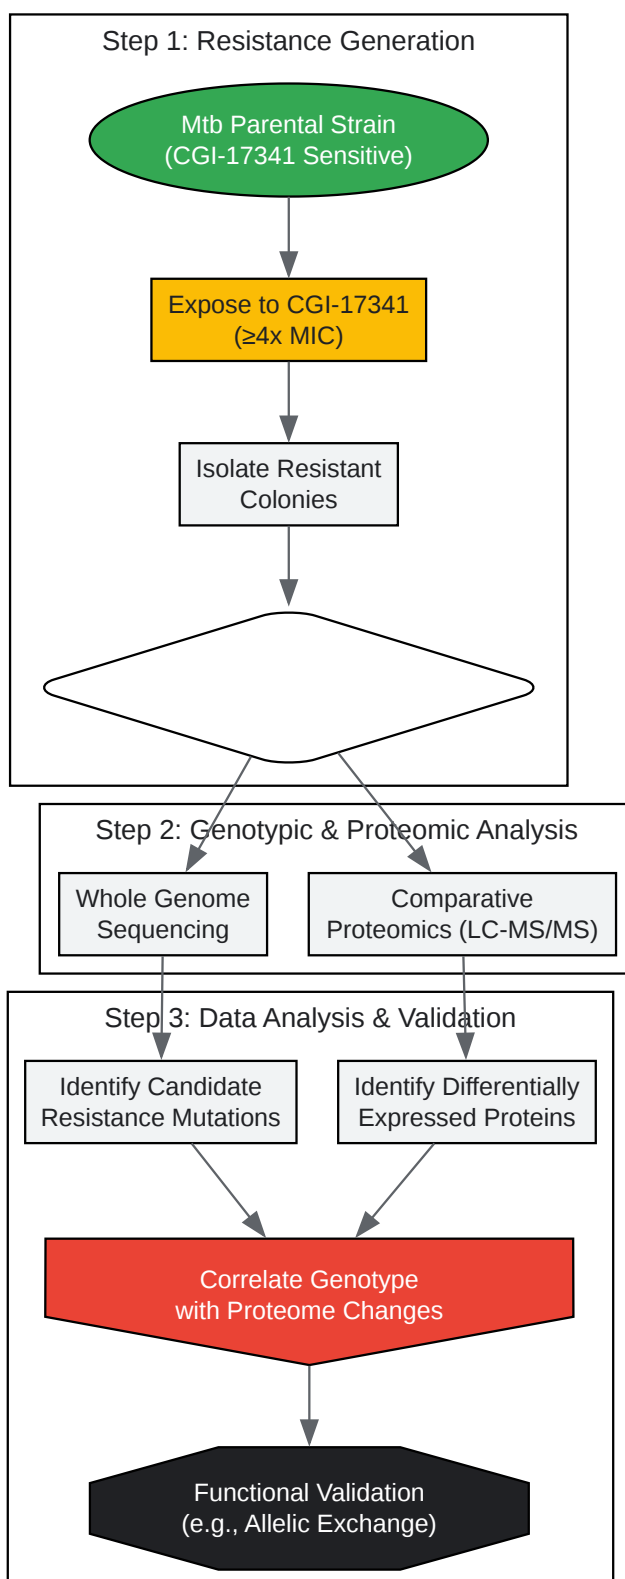 Step 1: Resistance Generation
Mtb Parental Strain
(CGI-17341 Sensitive)
Expose to CGI-17341
(≥4x MIC)
Isolate Resistant
Colonies
Step 2: Genotypic & Proteomic Analysis
Whole Genome
Sequencing
Comparative
Proteomics (LC-MS/MS)
Step 3: Data Analysis & Validation
Identify Candidate
Resistance Mutations
Identify Differentially
Expressed Proteins
Correlate Genotype
with Proteome Changes
Functional Validation
(e.g., Allelic Exchange)